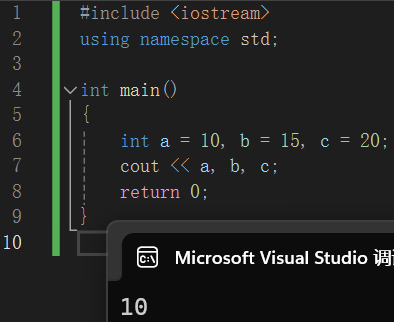 1 #include <iostream>
2 using namespace std;
3
4 int main()
5 {
6 int a = 10, b = 15, c = 20;
7 cout << a, b, c;
8 return 0;
9 }
10
Microsoft Visual Studio 调
10